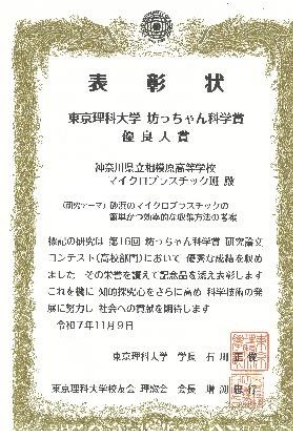 表彰状
東京理科大学 坊っちゃん科学賞
優良入賞
神奈川県立相模原高等学校
マイクロプラスチック班 殿
(研究テーマ) 砂浜のマイクロプラスチックの
簡単かつ効率的な収集方法の考案
標記の研究は 第16回 坊っちゃん科学賞 研究論文
コンテスト(高校部門)において 優秀な成績を収め
ました その栄誉を讃えて記念品を添え表彰します
これを機に 知的探究心をさらに高め 科学技術の発
展に努力し 社会への貢献を期待します
令和7年11月9日
東京理科大学 学長 石川正俊
東京理科大学校友会 理窓会 会長 増渕